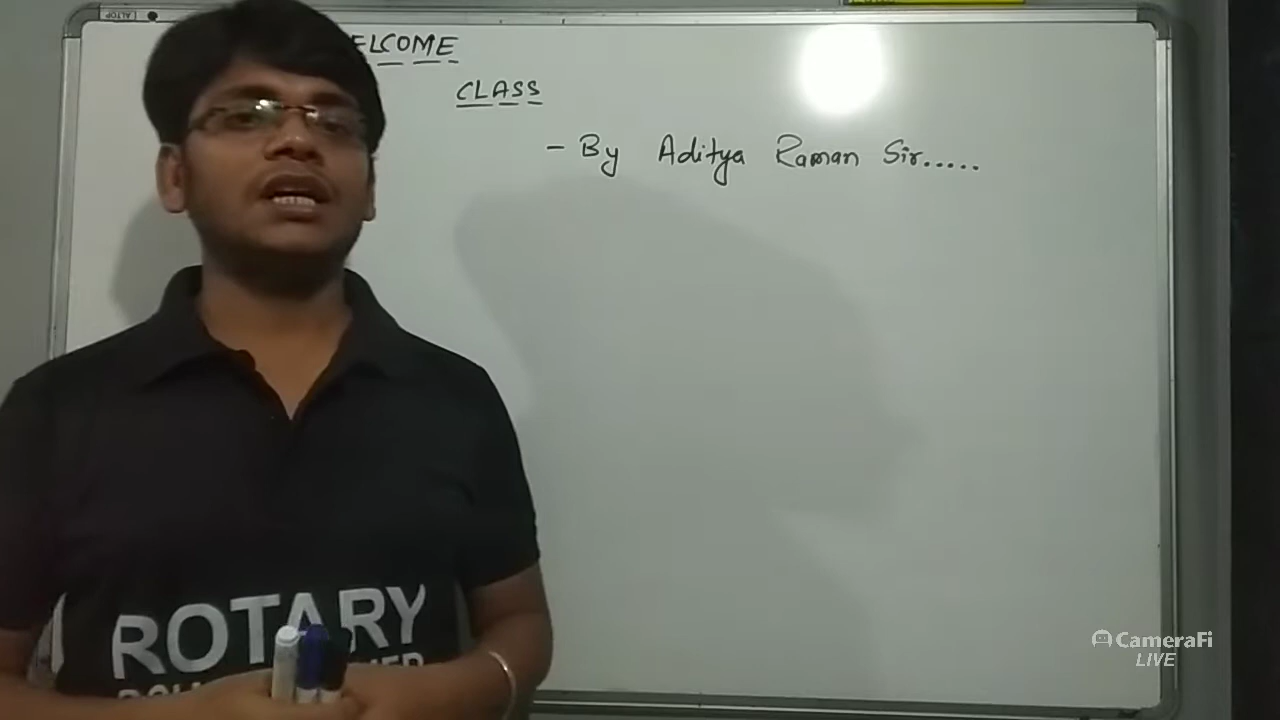 ELCOME
CLASS
- By Aditya Raman Sir.....
ROTARY
CameraFi
LIVE